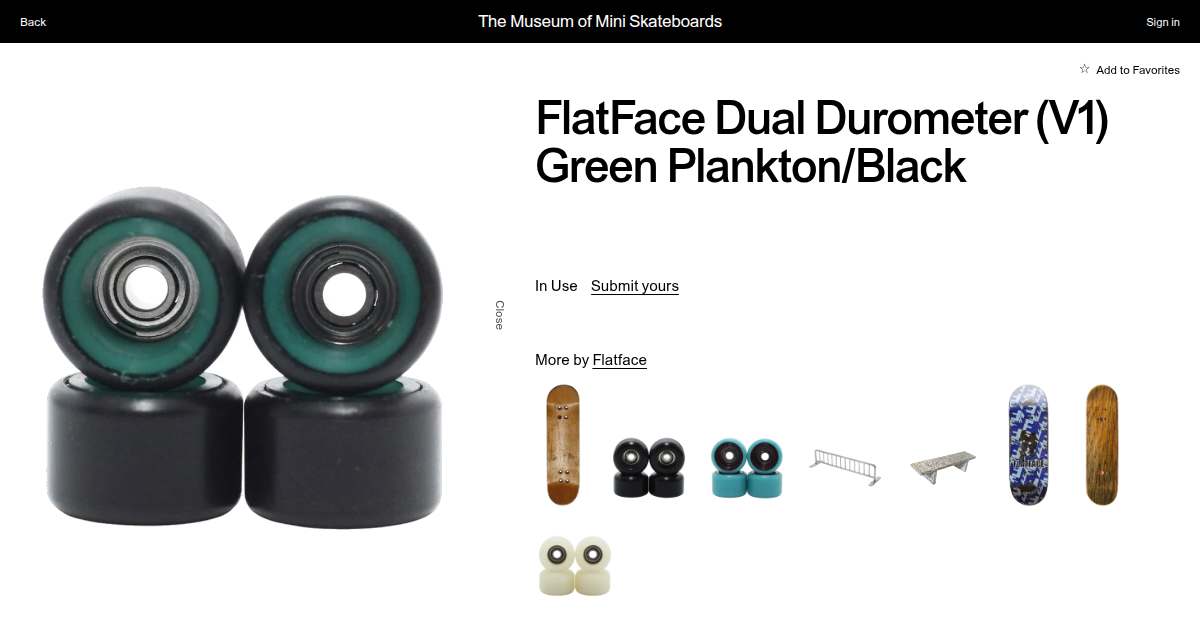 Back
The Museum of Mini Skateboards
Sign in
☆ Add to Favorites
FlatFace Dual Durometer (V1)
Green Plankton/Black
In Use Submit yours
Close
More by Flatface